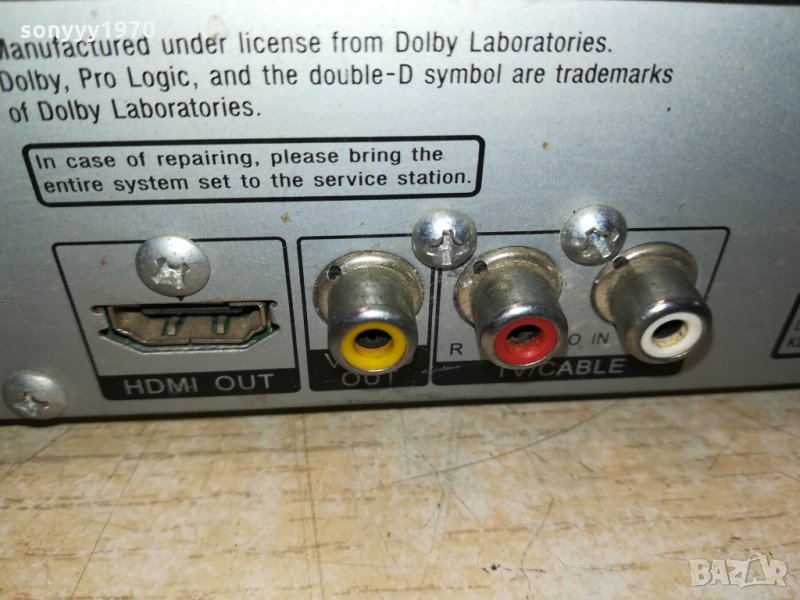 sonyyy1970
Manufactured under license from Dolby Laboratories.
Dolby, Pro Logic, and the double-D symbol are trademarks
of Dolby Laboratories.
In case of repairing, please bring the
entire system set to the service station.
HDMI OUT
OUT
R
IN
TV/CABLE
BAZAR